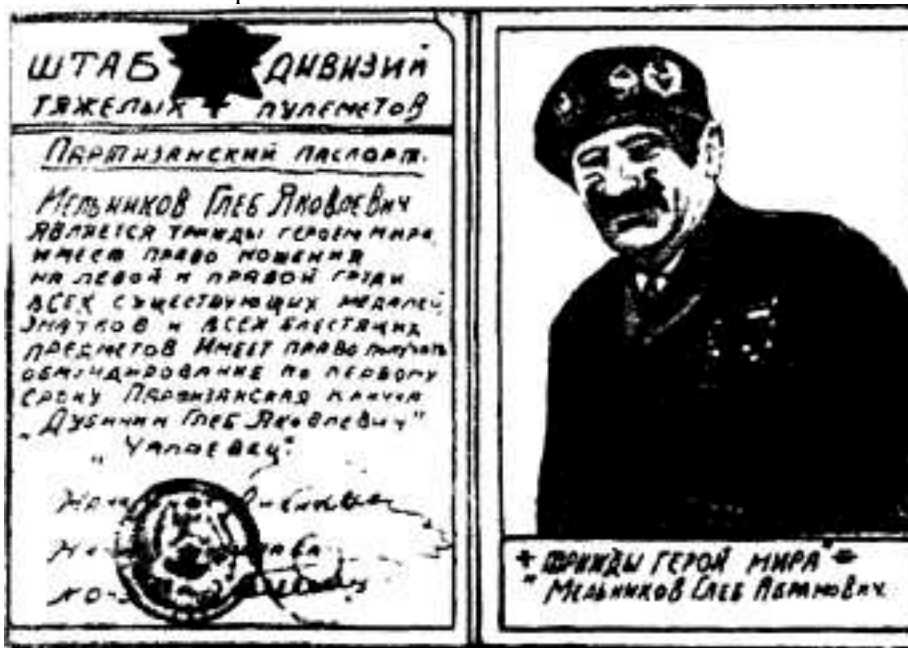 ШТАБ ДИВИЗИЙ
ТЯЖЕЛЫХ ПУЛЕМЕТОВ
ПАРТИЗАНСКИЙ ПАСПОРТ.
МЕЛЬНИКОВ ГЛЕБ ЯКОВЛЕВИЧ
ЯВЛЯЕТСЯ ТРИЖДЫ ГЕРОЕМ МИРА
ИМЕЕТ ПРАВО НОШЕНИЯ
НА ЛЕВОЙ И ПРАВОЙ ГРУДИ
ВСЕХ СУЩЕСТВУЮЩИХ МЕДАЛЕЙ
ЗНАЧКОВ И ВСЕХ БЛЕСТЯЩИХ
ПРЕДМЕТОВ ИМЕЕТ ПРАВО ПОЛУЧАТЬ
ОБМУНДИРОВАНИЕ ПО ПЕРВОМУ
СРОКУ ПАРТИЗАНСКАЯ КЛИЧКА
„ДУБИНИН ГЛЕБ ЯКОВЛЕВИЧ"
„ЧАПАЕВЕЦ".
ТРИЖДЫ ГЕРОЙ МИРА"
"МЕЛЬНИКОВ ГЛЕБ АБРАМОВИЧ